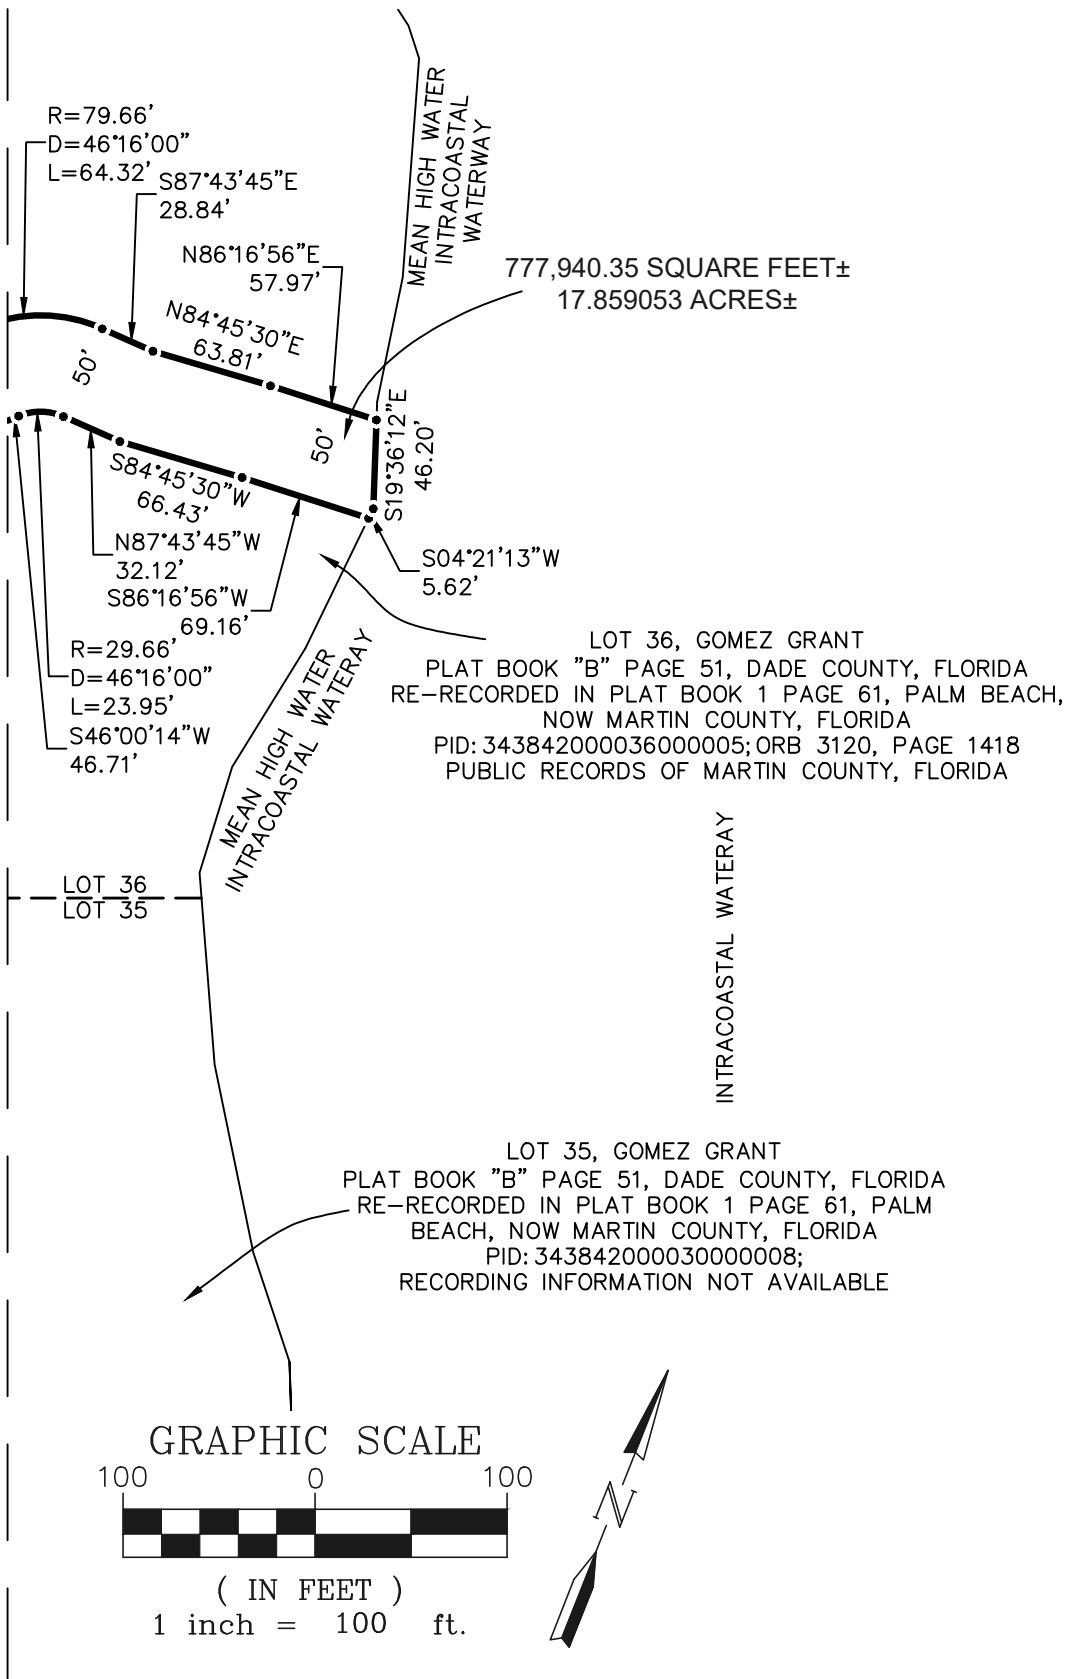 R=79.66'
D=46°16'00"
L=64.32'
S87°43'45"E
28.84'
N86°16'56"E
57.97'
MEAN HIGH WATER
INTRACOASTAL
WATERWAY
777,940.35 SQUARE FEET±
17.859053 ACRES±
N84°45'30"E
63.81'
50'
50'
S19°36'12"E
46.20'
S84°45'30"W
66.43'
N87°43'45"W
32.12'
S86°16'56"W
69.16'
S04°21'13"W
5.62'
R=29.66'
D=46°16'00"
L=23.95'
S46°00'14"W
46.71'
MEAN HIGH WATER
INTRACOASTAL WATERAY
LOT 36, GOMEZ GRANT
PLAT BOOK "B" PAGE 51, DADE COUNTY, FLORIDA
RE-RECORDED IN PLAT BOOK 1 PAGE 61, PALM BEACH,
NOW MARTIN COUNTY, FLORIDA
PID: 343842000036000005; ORB 3120, PAGE 1418
PUBLIC RECORDS OF MARTIN COUNTY, FLORIDA
INTRACOASTAL WATERAY
LOT 36
LOT 35
LOT 35, GOMEZ GRANT
PLAT BOOK "B" PAGE 51, DADE COUNTY, FLORIDA
RE-RECORDED IN PLAT BOOK 1 PAGE 61, PALM
BEACH, NOW MARTIN COUNTY, FLORIDA
PID: 343842000030000008;
RECORDING INFORMATION NOT AVAILABLE
GRAPHIC SCALE
100 0 100
( IN FEET )
1 inch = 100 ft.
N